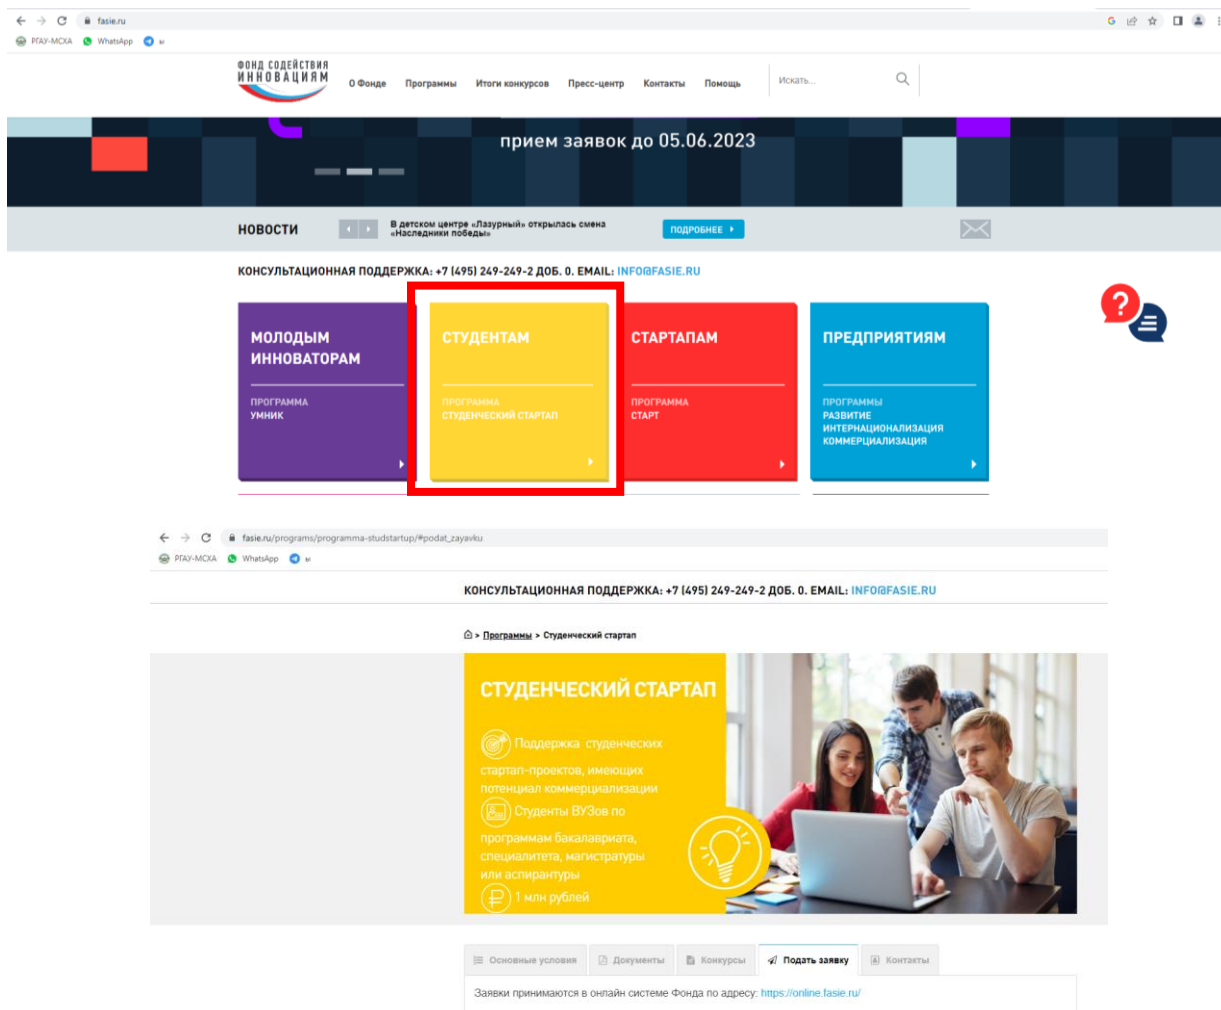 fasie.ru
РГАУ-МСХА WhatsApp м
ФОНД СОДЕЙСТВИЯ
ИННОВАЦИЯМ
О Фонде Программы Итоги конкурсов Пресс-центр Контакты Помощь Искать...
прием заявок до 05.06.2023
НОВОСТИ
В детском центре «Лазурный» открылась смена
«Наследники победы»
ПОДРОБНЕЕ
КОНСУЛЬТАЦИОННАЯ ПОДДЕРЖКА: +7 (495) 249-249-2 ДОБ. 0. EMAIL: INFO@FASIE.RU
МОЛОДЫМ
ИННОВАТОРАМ
ПРОГРАММА
УМНИК
СТУДЕНТАМ
ПРОГРАММА
СТУДЕНЧЕСКИЙ СТАРТАП
СТАРТАПАМ
ПРОГРАММА
СТАРТ
ПРЕДПРИЯТИЯМ
ПРОГРАММЫ
РАЗВИТИЕ
ИНТЕРНАЦИОНАЛИЗАЦИЯ
КОММЕРЦИАЛИЗАЦИЯ
?
fasie.ru/programs/programma-studstartup/#podat_zayavku
РГАУ-МСХА WhatsApp м
КОНСУЛЬТАЦИОННАЯ ПОДДЕРЖКА: +7 (495) 249-249-2 ДОБ. 0. EMAIL: INFO@FASIE.RU
> Программы > Студенческий стартап
СТУДЕНЧЕСКИЙ СТАРТАП
Поддержка студенческих
стартап-проектов, имеющих
потенциал коммерциализации
Студенты ВУЗов по
программам бакалавриата,
специалитета, магистратуры
или аспирантуры
1 млн рублей
Основные условия Документы Конкурсы Подать заявку Контакты
Заявки принимаются в онлайн системе Фонда по адресу: https://online.fasie.ru/